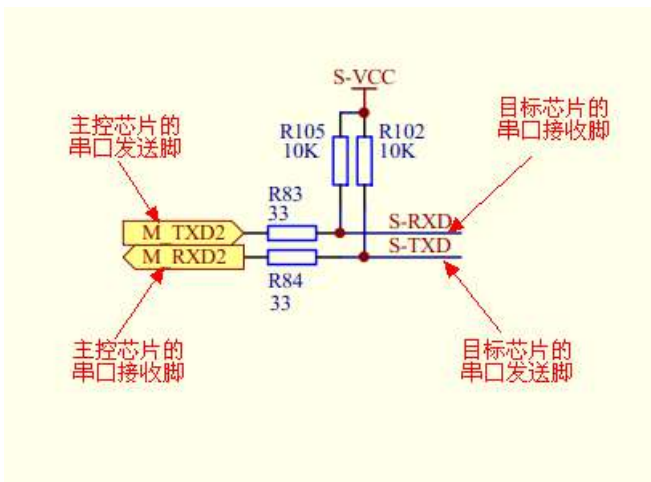 S-VCC
主控芯片的
串口发送脚
目标芯片的
串口接收脚
R105
10K
R102
10K
R83
33
M_TXD2
S-RXD
M_RXD2
S-TXD
R84
33
主控芯片的
串口接收脚
目标芯片的
串口发送脚